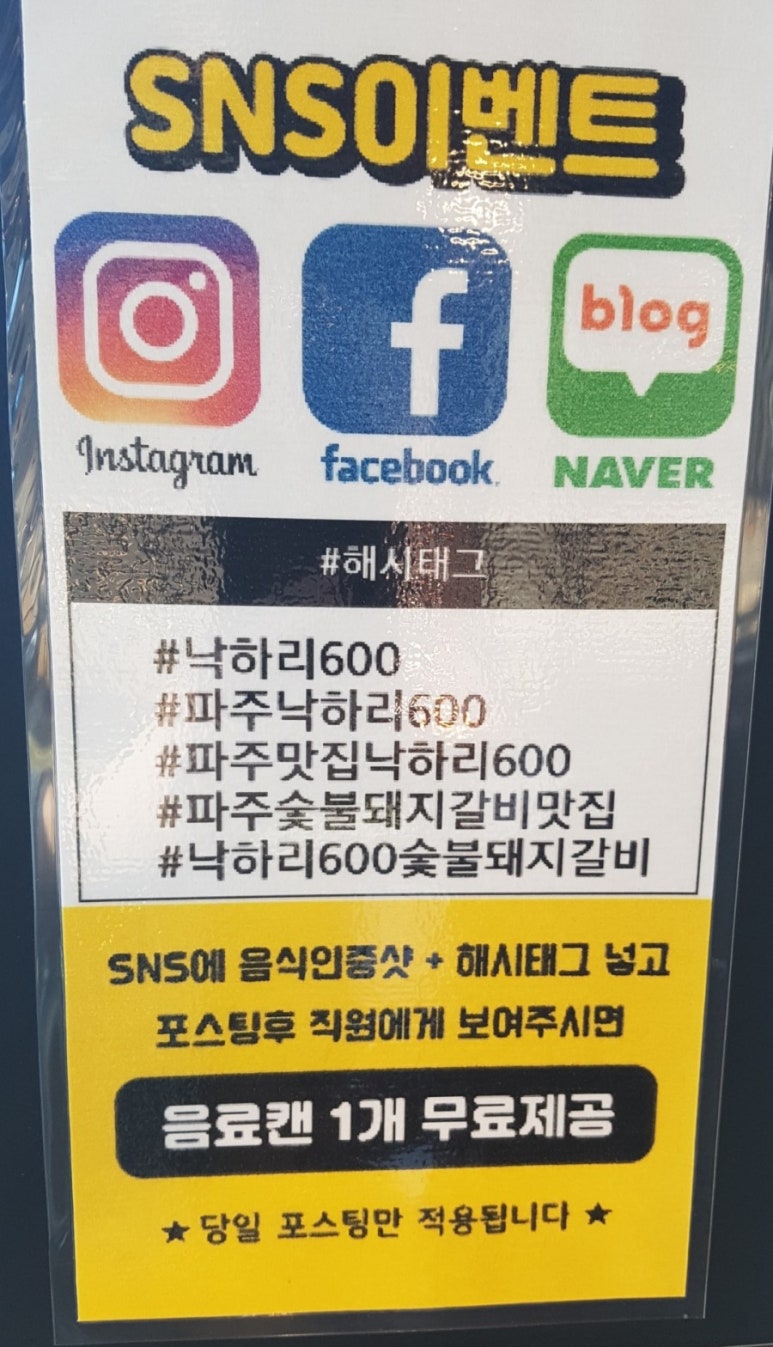 SNS이벤트
Instagram facebook NAVER blog
#해시태그
#낙하리600
#파주낙하리600
#파주맛집낙하리600
#파주숯불돼지갈비맛집
#낙하리600숯불돼지갈비
SNS에 음식인증샷 + 해시태그 넣고
포스팅후 직원에게 보여주시면
음료캔 1개 무료제공
★ 당일 포스팅만 적용됩니다 ★